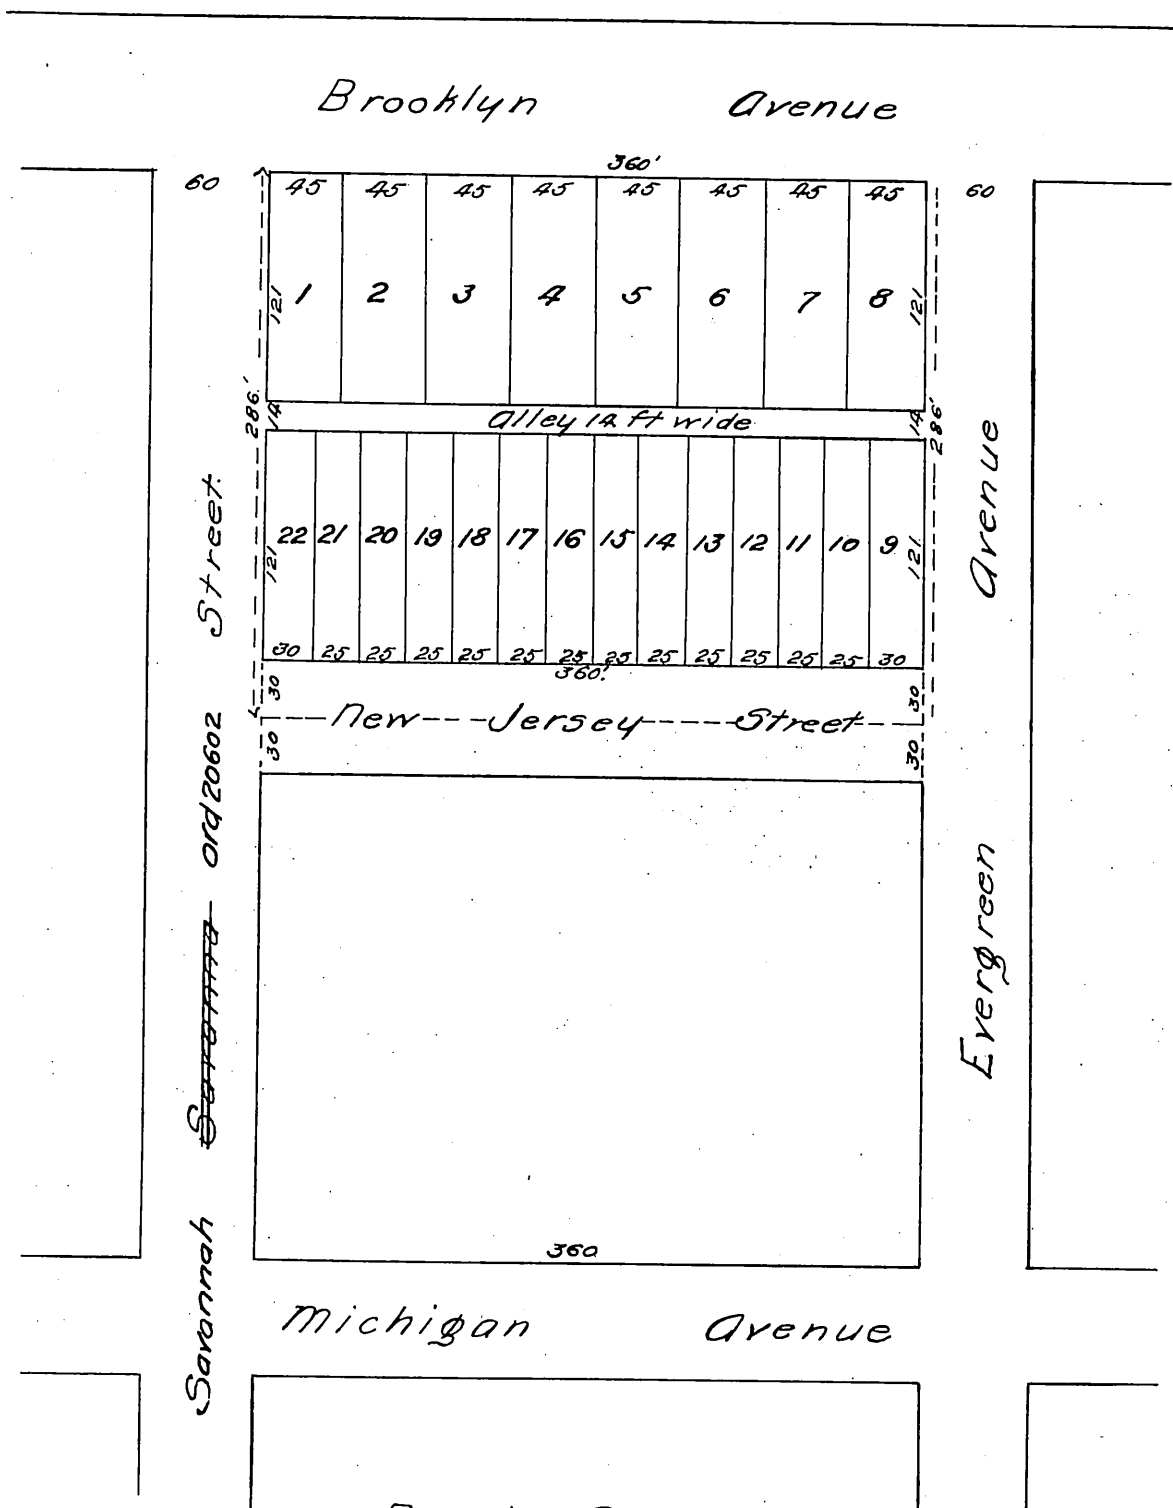 Brooklyn Avenue
360'
60 45 45 45 45 45 45 45 45 60
121 1 2 3 4 5 6 7 8 121
286' 14 Alley 14 ft wide 14 286'
121 22 21 20 19 18 17 16 15 14 13 12 11 10 9 121
30 25 25 25 25 25 25 25 25 25 25 25 25 30
360'
30 30
New Jersey Street
30 30
Savannah Ord 20602 Street
Evergreen Avenue
360
Michigan Avenue